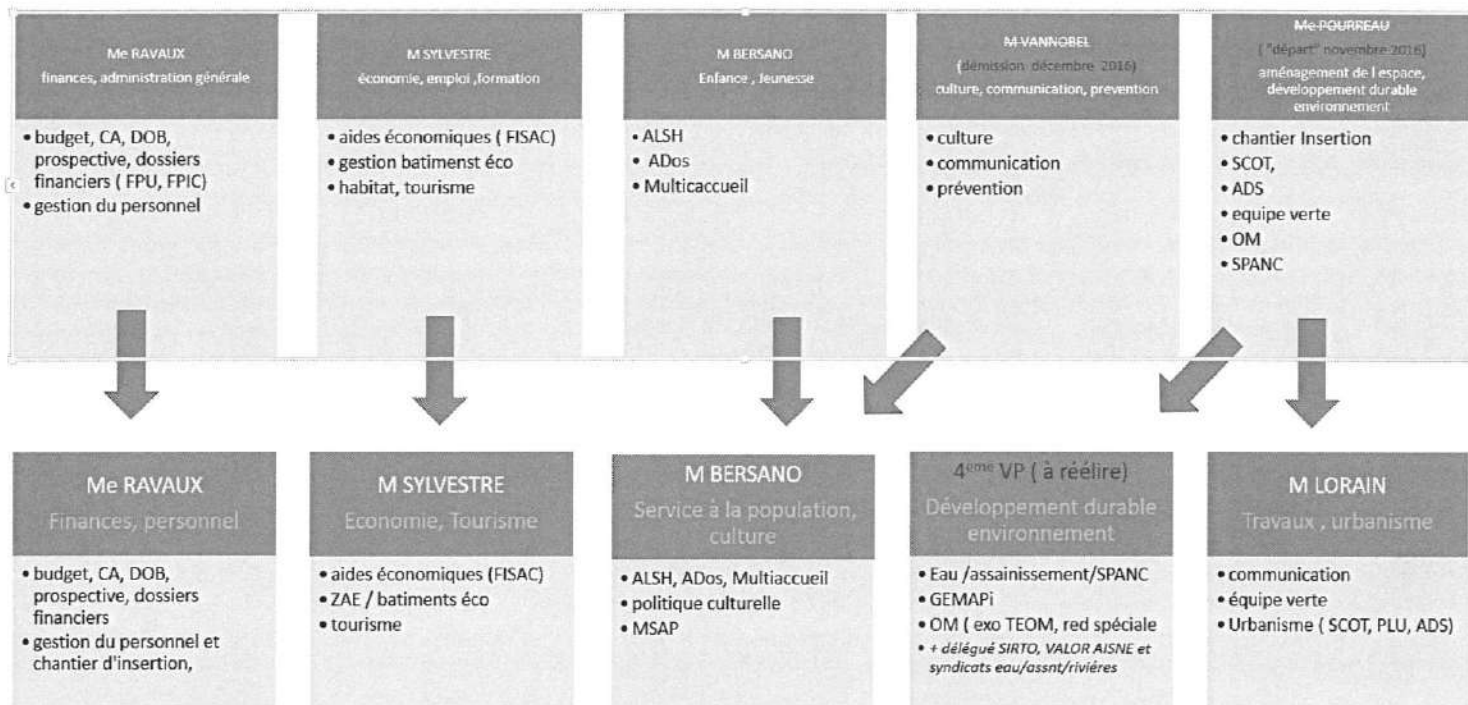 Me RAVAUX
finances, administration générale
• budget, CA, DOB,
prospective, dossiers
financiers ( FPU, FPIC)
• gestion du personnel
M SYLVESTRE
économie, emploi ,formation
• aides économiques ( FISAC)
• gestion batimenst éco
• habitat, tourisme
M BERSANO
Enfance , Jeunesse
• ALSH
• ADos
• Multicaccueil
M VANNOBEL
(démission décembre 2016)
culture, communication, prévention
• culture
• communication
• prévention
Me POURREAU
( "départ" novembre 2016)
aménagement de l espace,
développement durable
environnement
• chantier Insertion
• SCOT,
• ADS
• equipe verte
• OM
• SPANC
Me RAVAUX
Finances, personnel
• budget, CA, DOB,
prospective, dossiers
financiers
• gestion du personnel et
chantier d'insertion,
M SYLVESTRE
Economie, Tourisme
• aides économiques (FISAC)
• ZAE / batiments éco
• tourisme
M BERSANO
Service à la population,
culture
• ALSH, ADos, Multiaccueil
• politique culturelle
• MSAP
4eme VP ( à réélire)
Développement durable
environnement
• Eau /assainissement/SPANC
• GEMAPi
• OM ( exo TEOM, red spéciale
• + délégué SIRTO, VALOR AISNE et
syndicats eau/assnt/riviéres
M LORAIN
Travaux , urbanisme
• communication
• équipe verte
• Urbanisme ( SCOT, PLU, ADS)